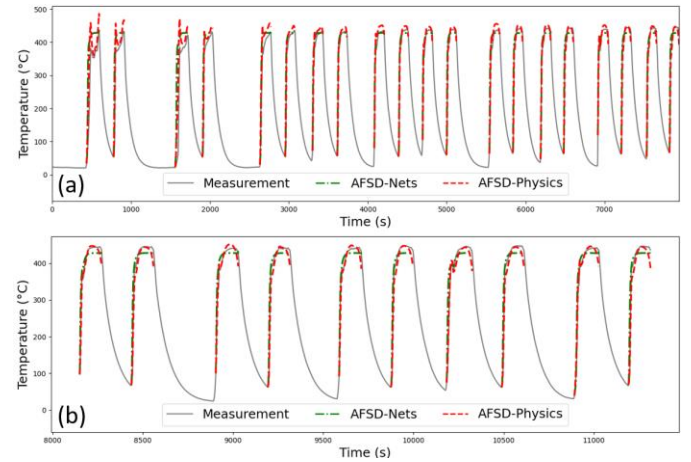 500
400
300
200
100
0
Temperature (°C)
(a)
Measurement AFSD-Nets AFSD-Physics
0 1000 2000 3000 4000 5000 6000 7000
Time (s)
400
300
200
100
0
Temperature (°C)
(b)
Measurement AFSD-Nets AFSD-Physics
8000 8500 9000 9500 10000 10500 11000
Time (s)